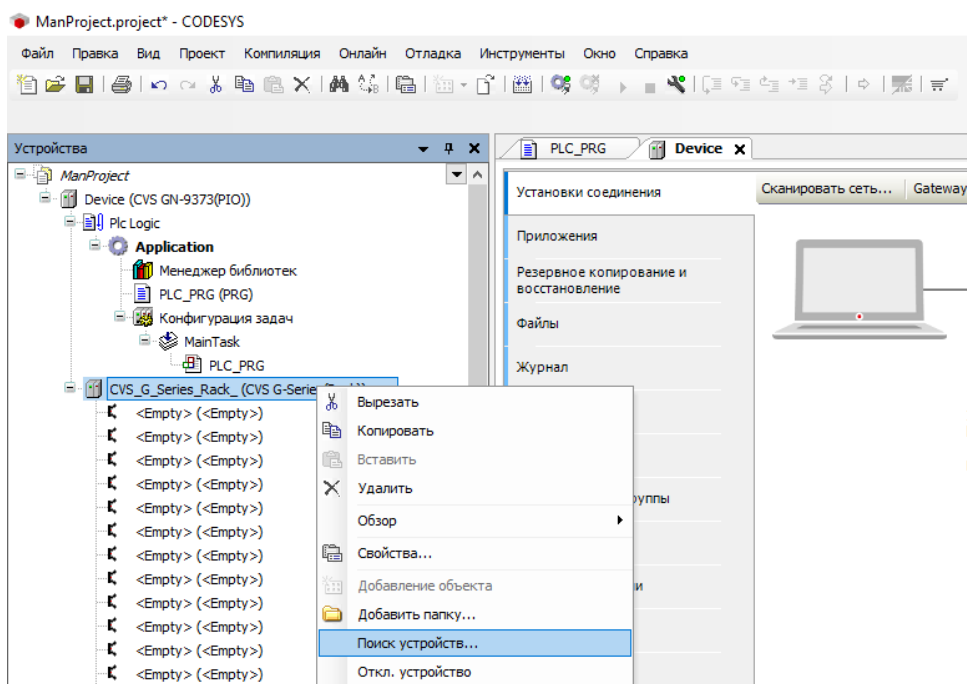 ManProject.project* - CODESYS
Файл Правка Вид Проект Компиляция Онлайн Отладка Инструменты Окно Справка
Устройства
ManProject
Device (CVS GN-9373(PIO))
Plc Logic
Application
Менеджер библиотек
PLC_PRG (PRG)
Конфигурация задач
MainTask
PLC_PRG
CVS_G_Series_Rack_ (CVS G-Serie
<Empty> (<Empty>)
<Empty> (<Empty>)
<Empty> (<Empty>)
<Empty> (<Empty>)
<Empty> (<Empty>)
<Empty> (<Empty>)
<Empty> (<Empty>)
<Empty> (<Empty>)
<Empty> (<Empty>)
<Empty> (<Empty>)
<Empty> (<Empty>)
<Empty> (<Empty>)
Вырезать
Копировать
Вставить
Удалить
Обзор
Свойства...
Добавление объекта
Добавить папку...
Поиск устройств...
Откл. устройство
PLC_PRG Device
Установки соединения
Приложения
Резервное копирование и
восстановление
Файлы
Журнал
руппы
и
Сканировать сеть... Gateway